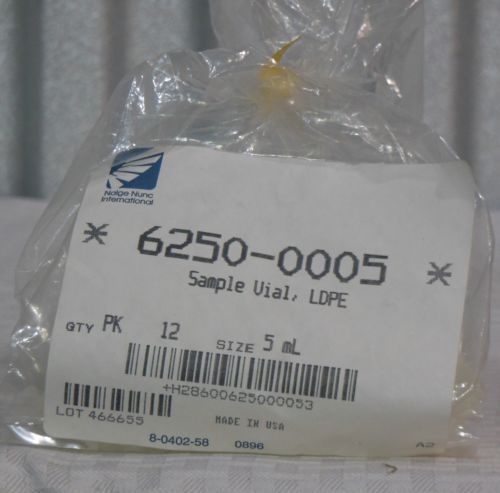 Nalge Nunc
International
* 6250-0005 *
Sample Vial, LDPE
QTY PK 12 SIZE 5 mL
+H28600625000053
LOT 466655
MADE IN USA
8-0402-58 0896 A2